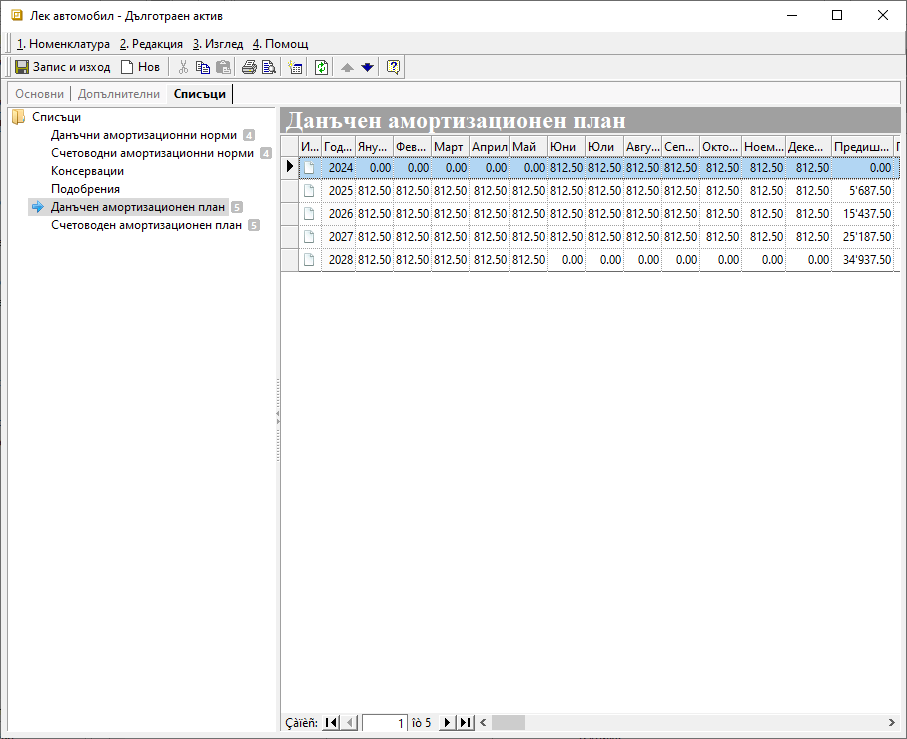 Лек автомобил - Дълготраен актив
1. Номенклатура 2. Редакция 3. Изглед 4. Помощ
Запис и изход Нов
Основни Допълнителни Списъци
Списъци
Данъчни амортизационни норми 4
Счетоводни амортизационни норми 4
Консервации
Подобрения
Данъчен амортизационен план 5
Счетоводен амортизационен план 5
Данъчен амортизационен план
И... Год... Яну... Фев... Март Април Май Юни Юли Авгу... Сеп... Окто... Ноем... Деке... Предиш...
2024 0.00 0.00 0.00 0.00 0.00 812.50 812.50 812.50 812.50 812.50 812.50 812.50 0.00
2025 812.50 812.50 812.50 812.50 812.50 812.50 812.50 812.50 812.50 812.50 812.50 812.50 5'687.50
2026 812.50 812.50 812.50 812.50 812.50 812.50 812.50 812.50 812.50 812.50 812.50 812.50 15'437.50
2027 812.50 812.50 812.50 812.50 812.50 812.50 812.50 812.50 812.50 812.50 812.50 812.50 25'187.50
2028 812.50 812.50 812.50 812.50 812.50 0.00 0.00 0.00 0.00 0.00 0.00 0.00 34'937.50
Çàïèñ: 1 îò 5